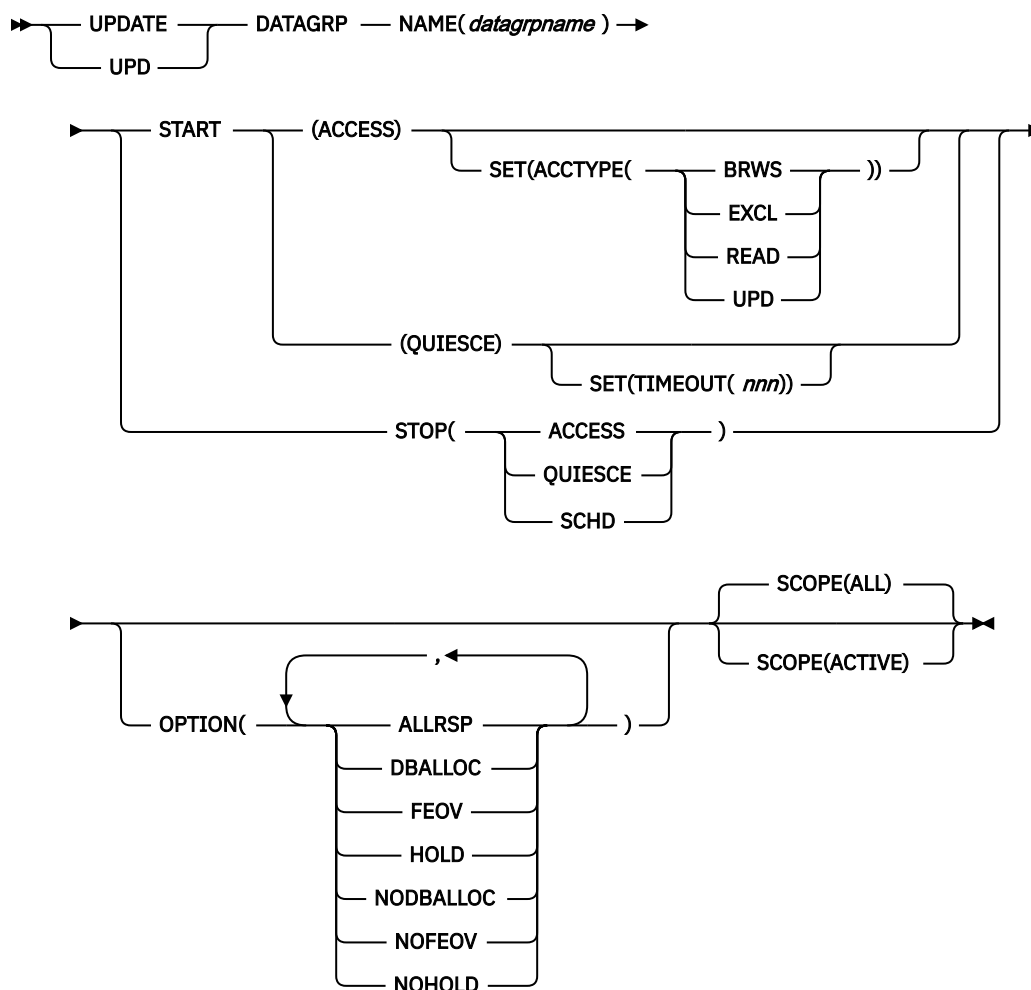 UPDATE DATAGRP NAME( datagrpname )
UPD
START (ACCESS)
SET(ACCTYPE( BRWS ))
EXCL
READ
UPD
(QUIESCE)
SET(TIMEOUT( nnn))
STOP( ACCESS )
QUIESCE
SCHD
SCOPE(ALL)
SCOPE(ACTIVE)
,
OPTION( ALLRSP )
DBALLOC
FEOV
HOLD
NODBALLOC
NOFEOV
NOHOLD